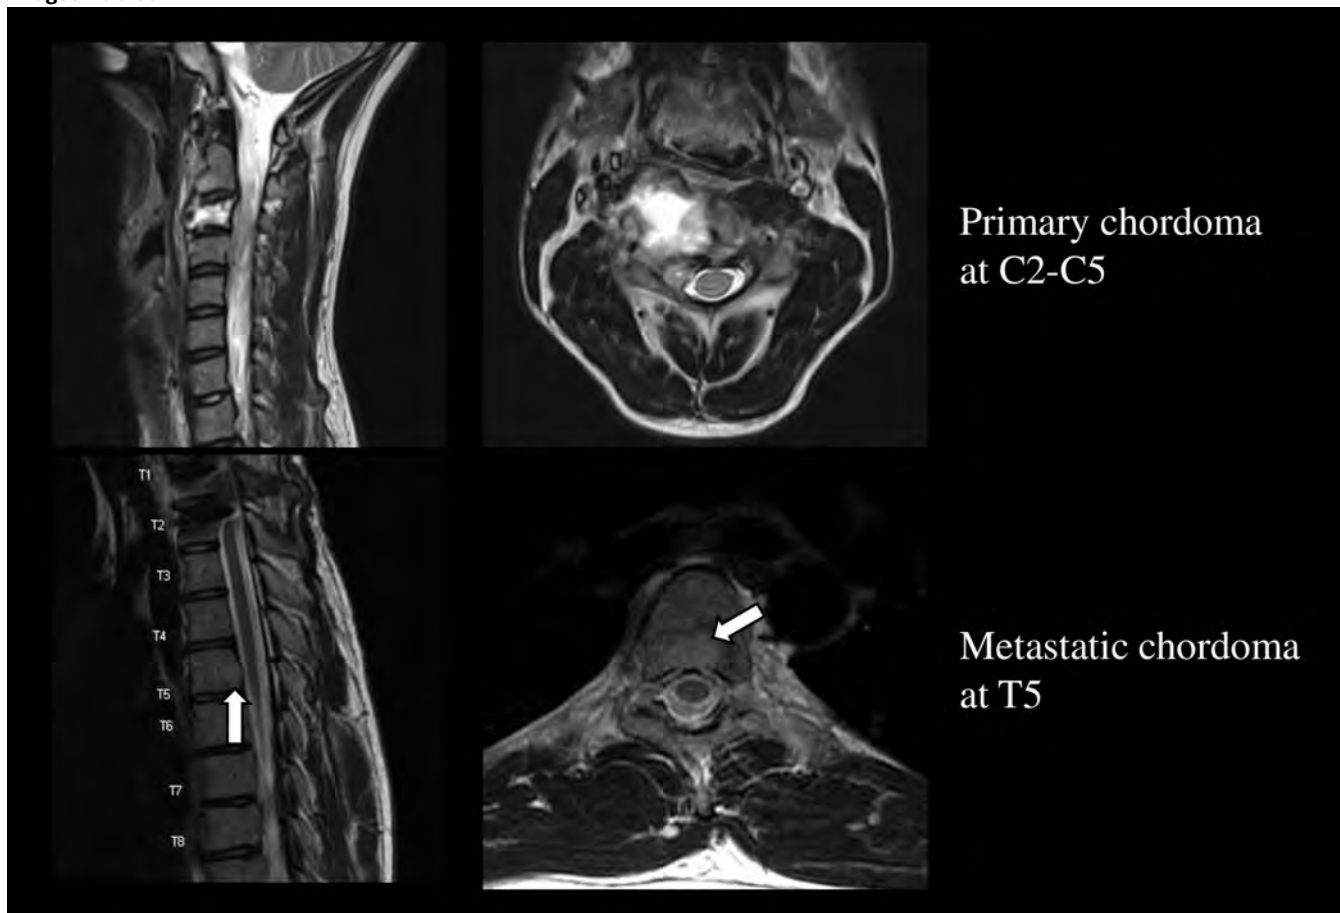 Primary chordoma
at C2-C5
T1
T2
T3
T4
T5
T6
T7
T8
Metastatic chordoma
at T5